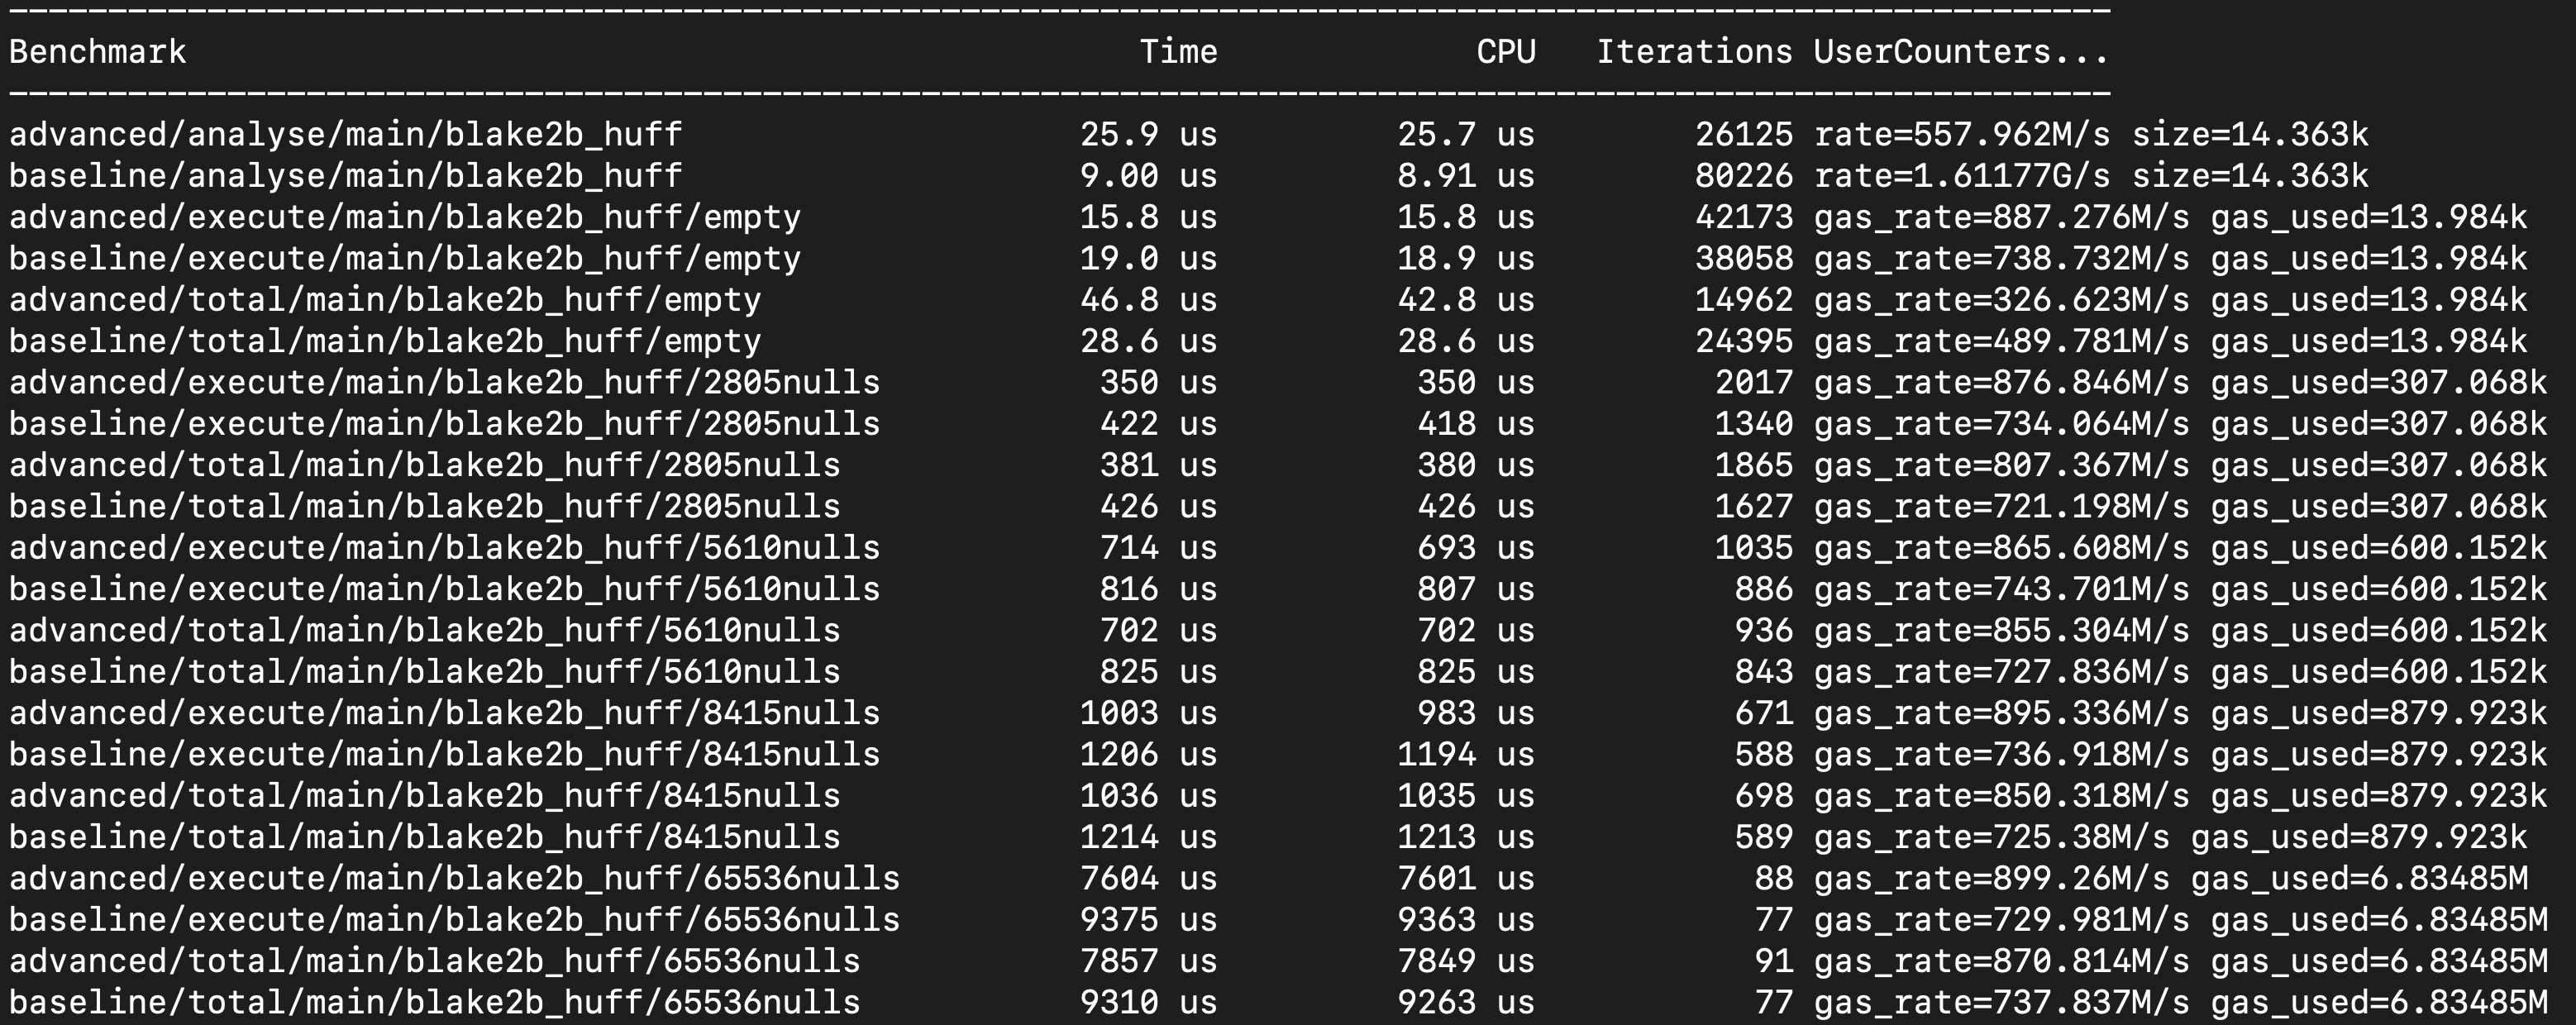 Benchmark Time CPU Iterations UserCounters...
advanced/analyse/main/blake2b_huff 25.9 us 25.7 us 26125 rate=557.962M/s size=14.363k
baseline/analyse/main/blake2b_huff 9.00 us 8.91 us 80226 rate=1.61177G/s size=14.363k
advanced/execute/main/blake2b_huff/empty 15.8 us 15.8 us 42173 gas_rate=887.276M/s gas_used=13.984k
baseline/execute/main/blake2b_huff/empty 19.0 us 18.9 us 38058 gas_rate=738.732M/s gas_used=13.984k
advanced/total/main/blake2b_huff/empty 46.8 us 42.8 us 14962 gas_rate=326.623M/s gas_used=13.984k
baseline/total/main/blake2b_huff/empty 28.6 us 28.6 us 24395 gas_rate=489.781M/s gas_used=13.984k
advanced/execute/main/blake2b_huff/2805nulls 350 us 350 us 2017 gas_rate=876.846M/s gas_used=307.068k
baseline/execute/main/blake2b_huff/2805nulls 422 us 418 us 1340 gas_rate=734.064M/s gas_used=307.068k
advanced/total/main/blake2b_huff/2805nulls 381 us 380 us 1865 gas_rate=807.367M/s gas_used=307.068k
baseline/total/main/blake2b_huff/2805nulls 426 us 426 us 1627 gas_rate=721.198M/s gas_used=307.068k
advanced/execute/main/blake2b_huff/5610nulls 714 us 693 us 1035 gas_rate=865.608M/s gas_used=600.152k
baseline/execute/main/blake2b_huff/5610nulls 816 us 807 us 886 gas_rate=743.701M/s gas_used=600.152k
advanced/total/main/blake2b_huff/5610nulls 702 us 702 us 936 gas_rate=855.304M/s gas_used=600.152k
baseline/total/main/blake2b_huff/5610nulls 825 us 825 us 843 gas_rate=727.836M/s gas_used=600.152k
advanced/execute/main/blake2b_huff/8415nulls 1003 us 983 us 671 gas_rate=895.336M/s gas_used=879.923k
baseline/execute/main/blake2b_huff/8415nulls 1206 us 1194 us 588 gas_rate=736.918M/s gas_used=879.923k
advanced/total/main/blake2b_huff/8415nulls 1036 us 1035 us 698 gas_rate=850.318M/s gas_used=879.923k
baseline/total/main/blake2b_huff/8415nulls 1214 us 1213 us 589 gas_rate=725.38M/s gas_used=879.923k
advanced/execute/main/blake2b_huff/65536nulls 7604 us 7601 us 88 gas_rate=899.26M/s gas_used=6.83485M
baseline/execute/main/blake2b_huff/65536nulls 9375 us 9363 us 77 gas_rate=729.981M/s gas_used=6.83485M
advanced/total/main/blake2b_huff/65536nulls 7857 us 7849 us 91 gas_rate=870.814M/s gas_used=6.83485M
baseline/total/main/blake2b_huff/65536nulls 9310 us 9263 us 77 gas_rate=737.837M/s gas_used=6.83485M